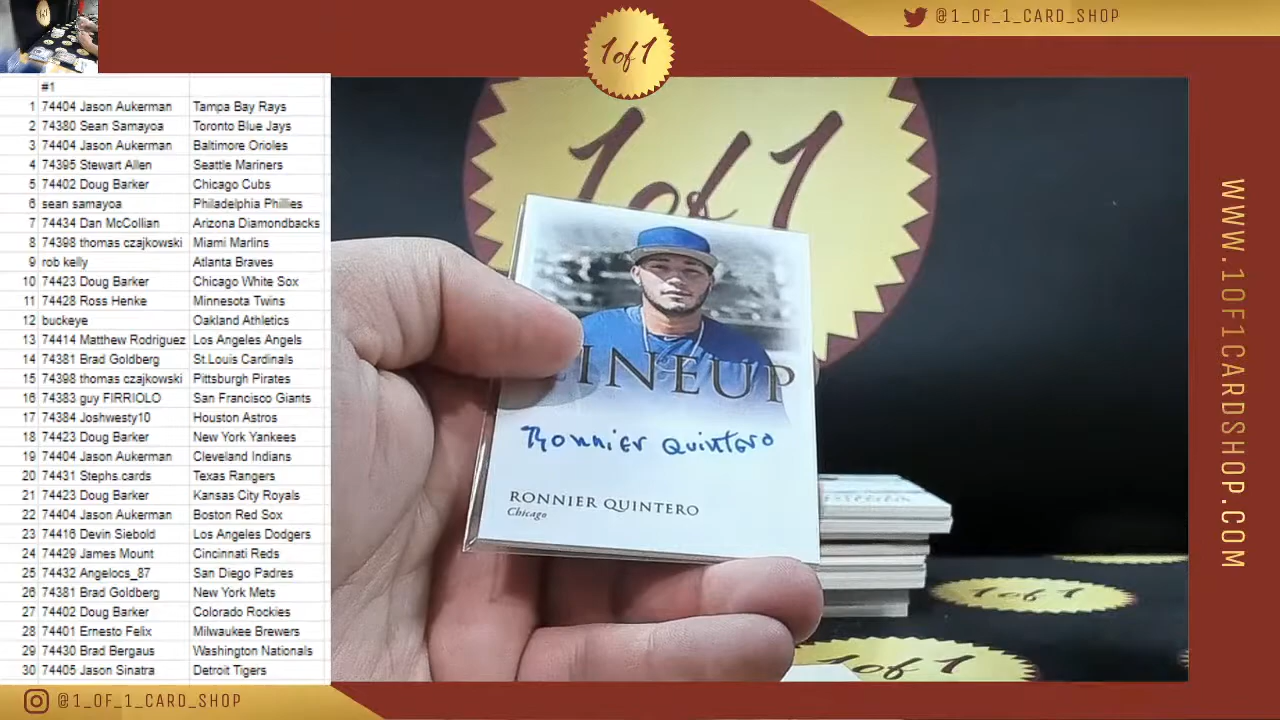 @1_OF_1_CARD_SHOP
1of1
#1
1 74404 Jason Aukerman Tampa Bay Rays
2 74380 Sean Samayoa Toronto Blue Jays
3 74404 Jason Aukerman Baltimore Orioles
4 74395 Stewart Allen Seattle Mariners
5 74402 Doug Barker Chicago Cubs
6 sean samayoa Philadelphia Phillies
7 74434 Dan McCollian Arizona Diamondbacks
8 74398 thomas czajkowski Miami Marlins
9 rob kelly Atlanta Braves
10 74423 Doug Barker Chicago White Sox
11 74428 Ross Henke Minnesota Twins
12 buckeye Oakland Athletics
13 74414 Matthew Rodriguez Los Angeles Angels
14 74381 Brad Goldberg St.Louis Cardinals
15 74398 thomas czajkowski Pittsburgh Pirates
16 74383 guy FIRRIOLO San Francisco Giants
17 74384 Joshwesty10 Houston Astros
18 74423 Doug Barker New York Yankees
19 74404 Jason Aukerman Cleveland Indians
20 74431 Stephs.cards Texas Rangers
21 74423 Doug Barker Kansas City Royals
22 74404 Jason Aukerman Boston Red Sox
23 74416 Devin Siebold Los Angeles Dodgers
24 74429 James Mount Cincinnati Reds
25 74432 Angelocs_87 San Diego Padres
26 74381 Brad Goldberg New York Mets
27 74402 Doug Barker Colorado Rockies
28 74401 Ernesto Felix Milwaukee Brewers
29 74430 Brad Bergaus Washington Nationals
30 74405 Jason Sinatra Detroit Tigers
1of1
INEUP
Ronnier Quintero
RONNIER QUINTERO
Chicago
1of1
1of1
WWW.1OF1CARDSHOP.COM
@1_OF_1_CARD_SHOP